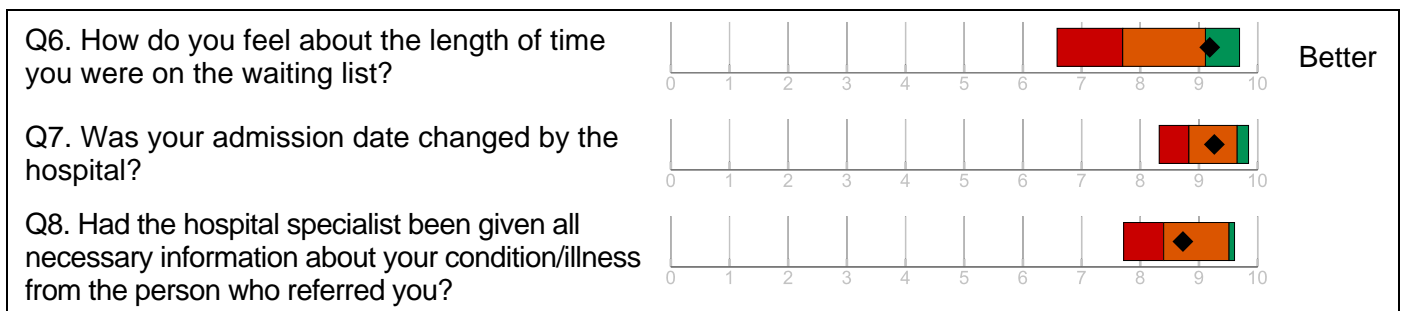 Q6. How do you feel about the length of time
you were on the waiting list?
Better
0 1 2 3 4 5 6 7 8 9 10
Q7. Was your admission date changed by the
hospital?
0 1 2 3 4 5 6 7 8 9 10
Q8. Had the hospital specialist been given all
necessary information about your condition/illness
from the person who referred you?
0 1 2 3 4 5 6 7 8 9 10